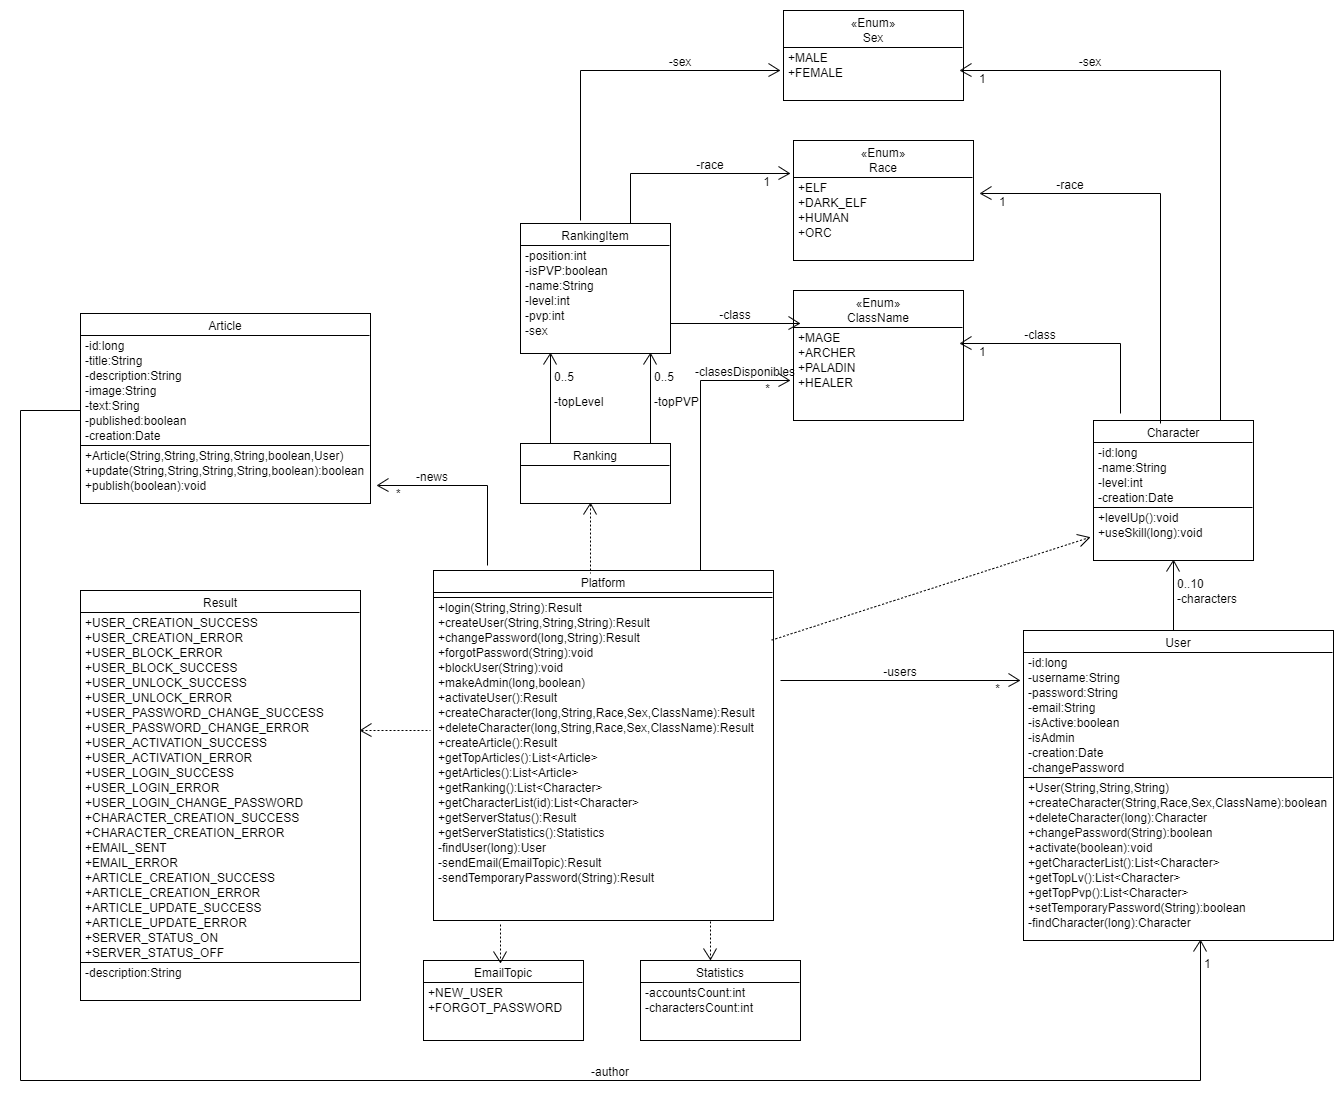 «Enum»
Sex
+MALE
+FEMALE
-sex
-sex
1
«Enum»
Race
+ELF
+DARK_ELF
+HUMAN
+ORC
-race
1
-race
1
RankingItem
-position:int
-isPVP:boolean
-name:String
-level:int
-pvp:int
-sex
-class
«Enum»
ClassName
+MAGE
+ARCHER
+PALADIN
+HEALER
-class
1
-clasesDisponibles
*
0..5
-topLevel
0..5
-topPVP
Ranking
Article
-id:long
-title:String
-description:String
-image:String
-text:Sring
-published:boolean
-creation:Date
+Article(String,String,String,String,boolean,User)
+update(String,String,String,String,boolean):boolean
+publish(boolean):void
-news
*
Character
-id:long
-name:String
-level:int
-creation:Date
+levelUp():void
+useSkill(long):void
0..10
-characters
Platform
+login(String,String):Result
+createUser(String,String,String):Result
+changePassword(long,String):Result
+forgotPassword(String):void
+blockUser(String):void
+makeAdmin(long,boolean)
+activateUser():Result
+createCharacter(long,String,Race,Sex,ClassName):Result
+deleteCharacter(long,String,Race,Sex,ClassName):Result
+createArticle():Result
+getTopArticles():List<Article>
+getArticles():List<Article>
+getRanking():List<Character>
+getCharacterList(id):List<Character>
+getServerStatus():Result
+getServerStatistics():Statistics
-findUser(long):User
-sendEmail(EmailTopic):Result
-sendTemporaryPassword(String):Result
-users
*
Result
+USER_CREATION_SUCCESS
+USER_CREATION_ERROR
+USER_BLOCK_ERROR
+USER_BLOCK_SUCCESS
+USER_UNLOCK_SUCCESS
+USER_UNLOCK_ERROR
+USER_PASSWORD_CHANGE_SUCCESS
+USER_PASSWORD_CHANGE_ERROR
+USER_ACTIVATION_SUCCESS
+USER_ACTIVATION_ERROR
+USER_LOGIN_SUCCESS
+USER_LOGIN_ERROR
+USER_LOGIN_CHANGE_PASSWORD
+CHARACTER_CREATION_SUCCESS
+CHARACTER_CREATION_ERROR
+EMAIL_SENT
+EMAIL_ERROR
+ARTICLE_CREATION_SUCCESS
+ARTICLE_CREATION_ERROR
+ARTICLE_UPDATE_SUCCESS
+ARTICLE_UPDATE_ERROR
+SERVER_STATUS_ON
+SERVER_STATUS_OFF
-description:String
User
-id:long
-username:String
-password:String
-email:String
-isActive:boolean
-isAdmin
-creation:Date
-changePassword
+User(String,String,String)
+createCharacter(String,Race,Sex,ClassName):boolean
+deleteCharacter(long):Character
+changePassword(String):boolean
+activate(boolean):void
+getCharacterList():List<Character>
+getTopLv():List<Character>
+getTopPvp():List<Character>
+setTemporaryPassword(String):boolean
-findCharacter(long):Character
1
EmailTopic
+NEW_USER
+FORGOT_PASSWORD
Statistics
-accountsCount:int
-charactersCount:int
-author